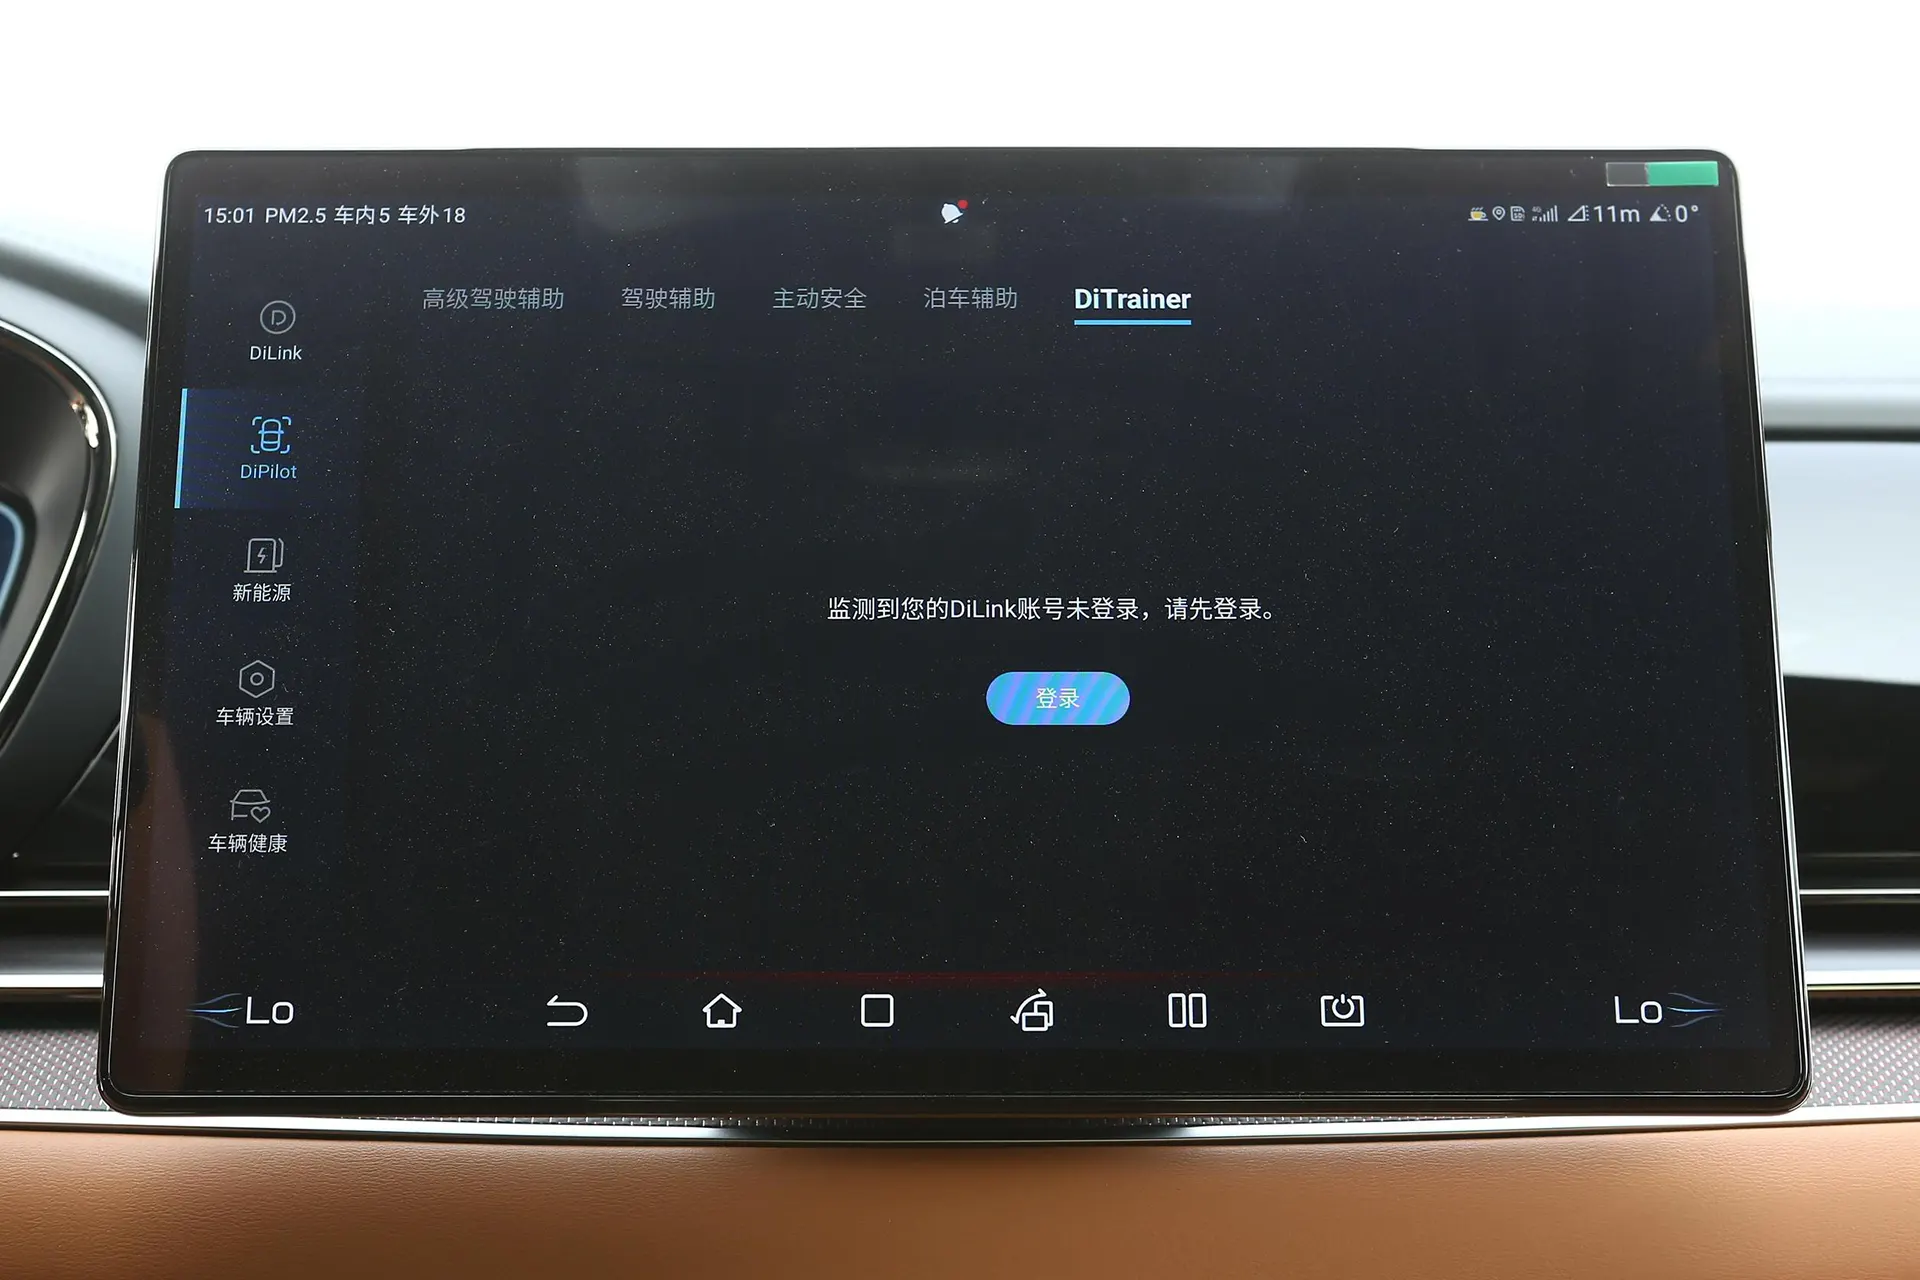 15:01 PM2.5 车内5 车外18
11m 0°
高级驾驶辅助 驾驶辅助 主动安全 泊车辅助 DiTrainer
DiLink
DiPilot
新能源
车辆设置
车辆健康
监测到您的DiLink账号未登录，请先登录。
登录
Lo
Lo